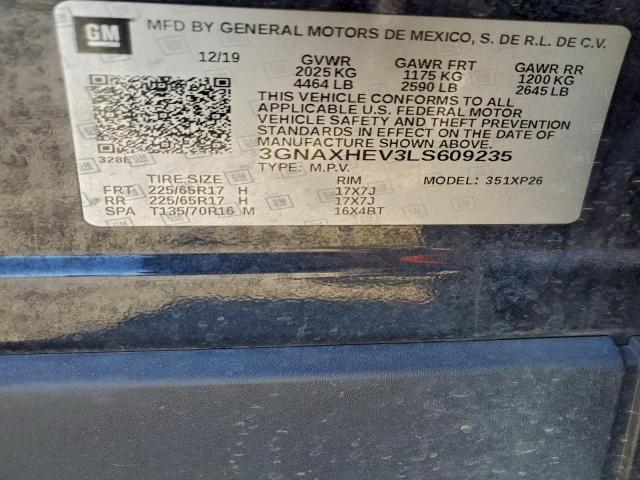 GM MFD BY GENERAL MOTORS DE MEXICO, S. DE R.L. DE C.V.
12/19 GVWR GAWR FRT GAWR RR
2025 KG 1175 KG 1200 KG
4464 LB 2590 LB 2645 LB
THIS VEHICLE CONFORMS TO ALL
APPLICABLE U.S. FEDERAL MOTOR
VEHICLE SAFETY AND THEFT PREVENTION
STANDARDS IN EFFECT ON THE DATE OF
MANUFACTURE SHOWN ABOVE.
328E 3GNAXHEV3LS609235
TYPE: M.P.V. MODEL: 351XP26
TIRE SIZE RIM
FRT 225/65R17 H 17X7J
RR 225/65R17 H 17X7J
SPA T135/70R16 M 16X4BT